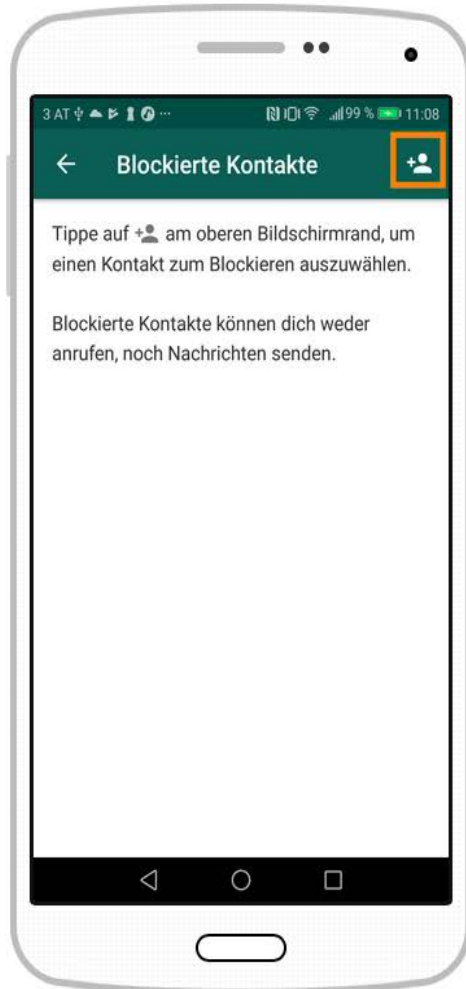 3 AT ... 99 % 11:08
Blockierte Kontakte
Tippe auf am oberen Bildschirmrand, um
einen Kontakt zum Blockieren auszuwählen.
Blockierte Kontakte können dich weder
anrufen, noch Nachrichten senden.